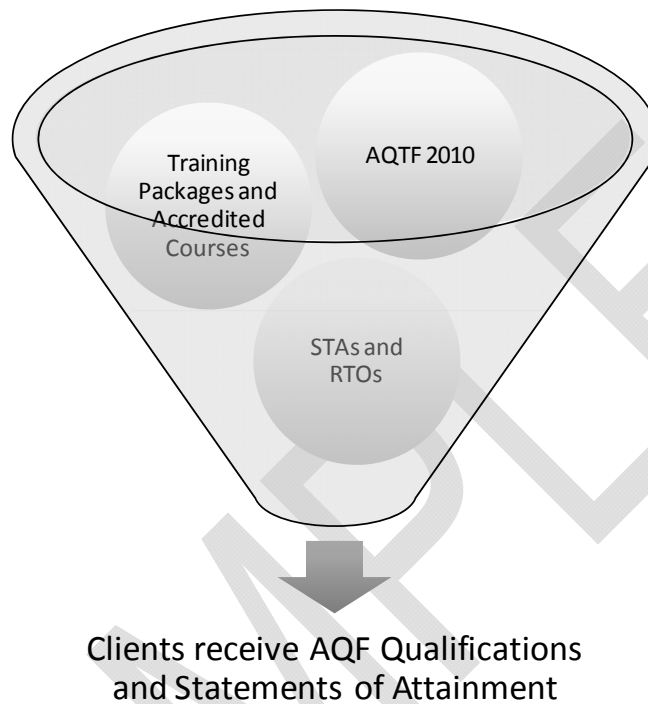 Training
Packages and
Accredited
Courses
AQTF 2010
STAs and
RTOs
Clients receive AQF Qualifications
and Statements of Attainment